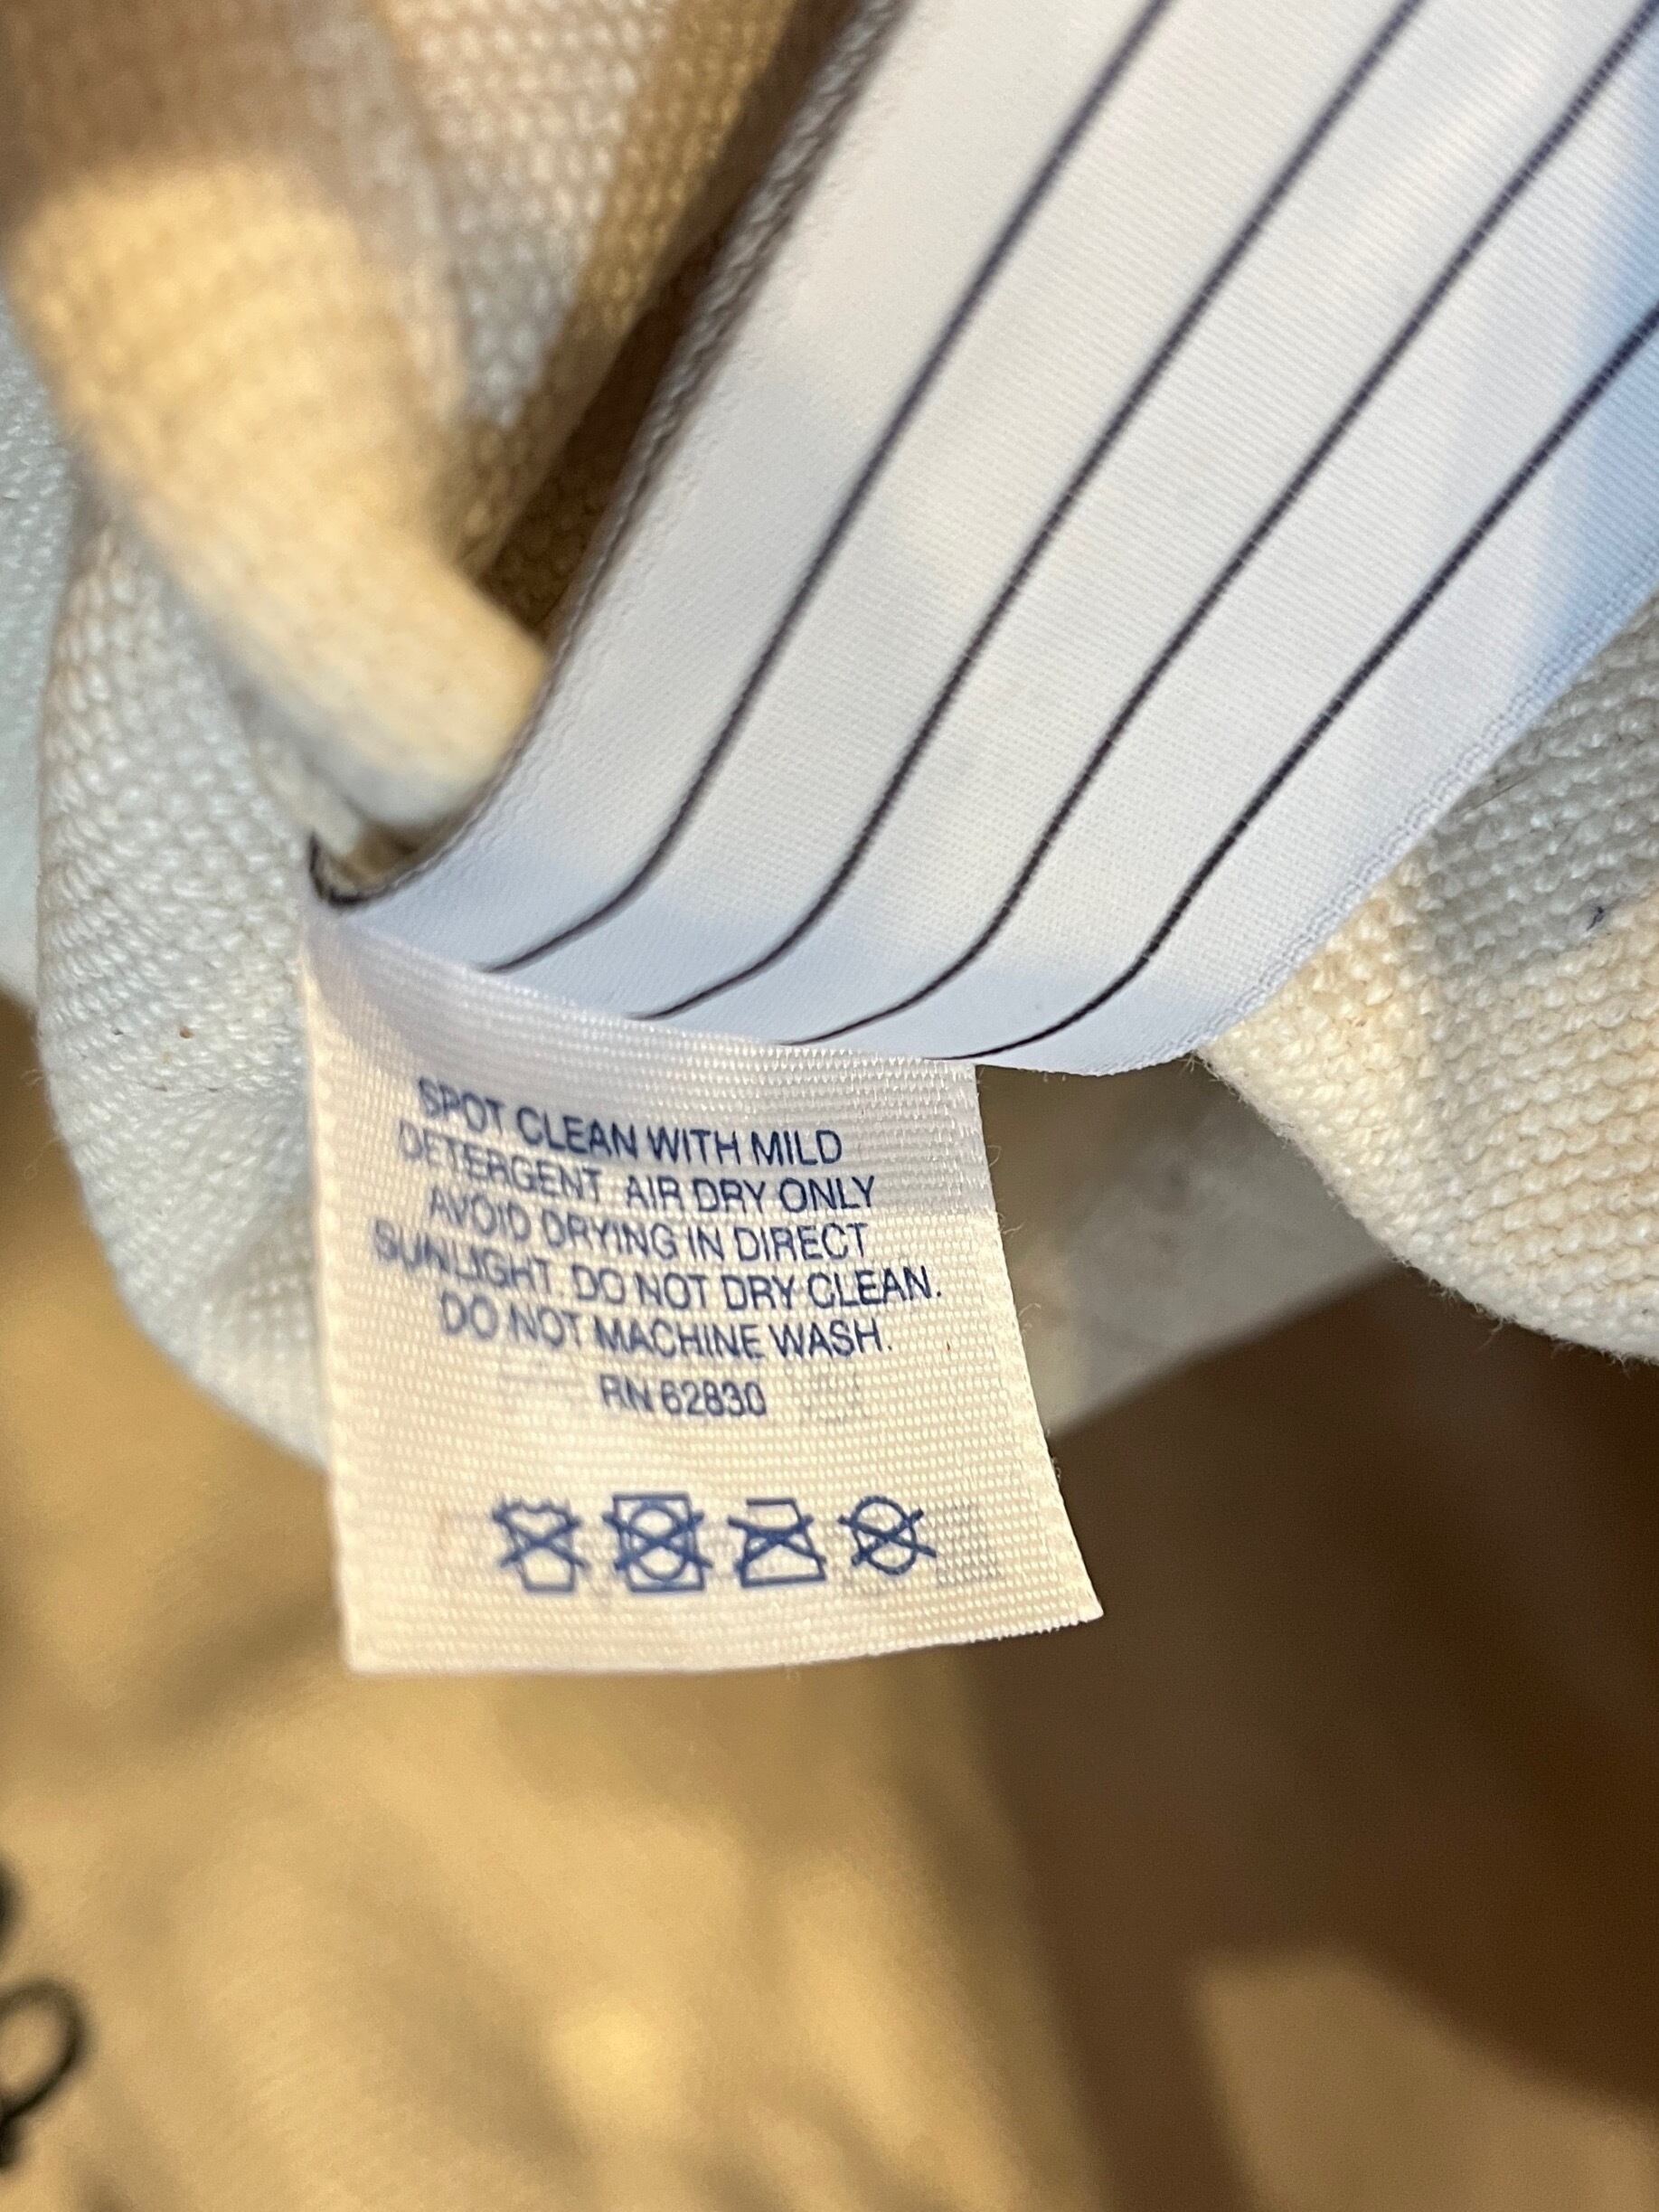 SPOT CLEAN WITH MILD
DETERGENT. AIR DRY ONLY
AVOID DRYING IN DIRECT
SUNLIGHT. DO NOT DRY CLEAN.
DO NOT MACHINE WASH.
RN 62830